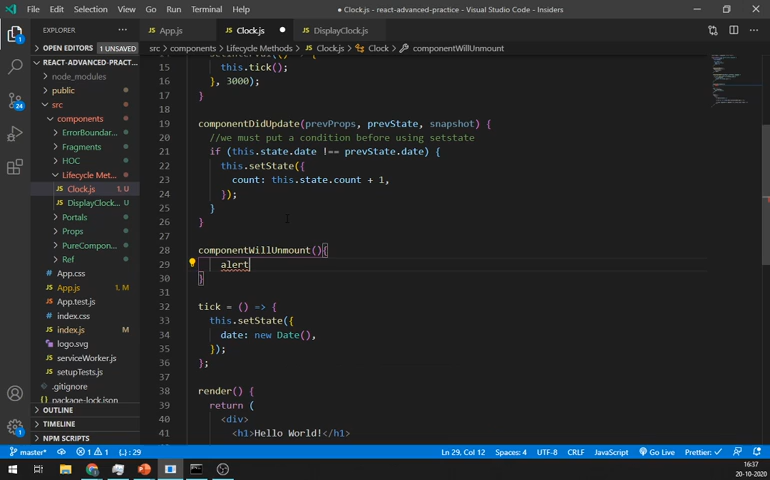 File Edit Selection View Go Run Terminal Help
● Clock.js - react-advanced-practice - Visual Studio Code - Insiders
EXPLORER ...
JS App.js
JS Clock.js ●
JS DisplayClock.js
OPEN EDITORS 1 UNSAVED
src > components > Lifecycle Methods > JS Clock.js > Clock > componentWillUnmount
REACT-ADVANCED-PRACT...
node_modules
public
src
components
ErrorBoundar...
Fragments
HOC
Lifecycle Met...
JS Clock.js 1, U
JS DisplayClock... U
Portals
Props
PureCompon...
Ref
App.css
JS App.js 1, M
App.test.js
index.css
JS index.js M
logo.svg
serviceWorker.js
setupTests.js
.gitignore
package-lock.json
OUTLINE
TIMELINE
NPM SCRIPTS
24
15 this.tick();
16 }, 3000);
17 }
18
19 componentDidUpdate(prevProps, prevState, snapshot) {
20 //we must put a condition before using setstate
21 if (this.state.date !== prevState.date) {
22 this.setState({
23 count: this.state.count + 1,
24 });
25 }
26 }
27
28 componentWillUnmount(){
29 alert
30 }
31
32 tick = () => {
33 this.setState({
34 date: new Date(),
35 });
36 };
37
38 render() {
39 return (
40 <div>
41 <h1>Hello World!</h1>
master* 1 1 {..}: 29 Ln 29, Col 12 Spaces: 4 UTF-8 CRLF JavaScript Go Live Prettier: ✓
16:37
20-10-2020